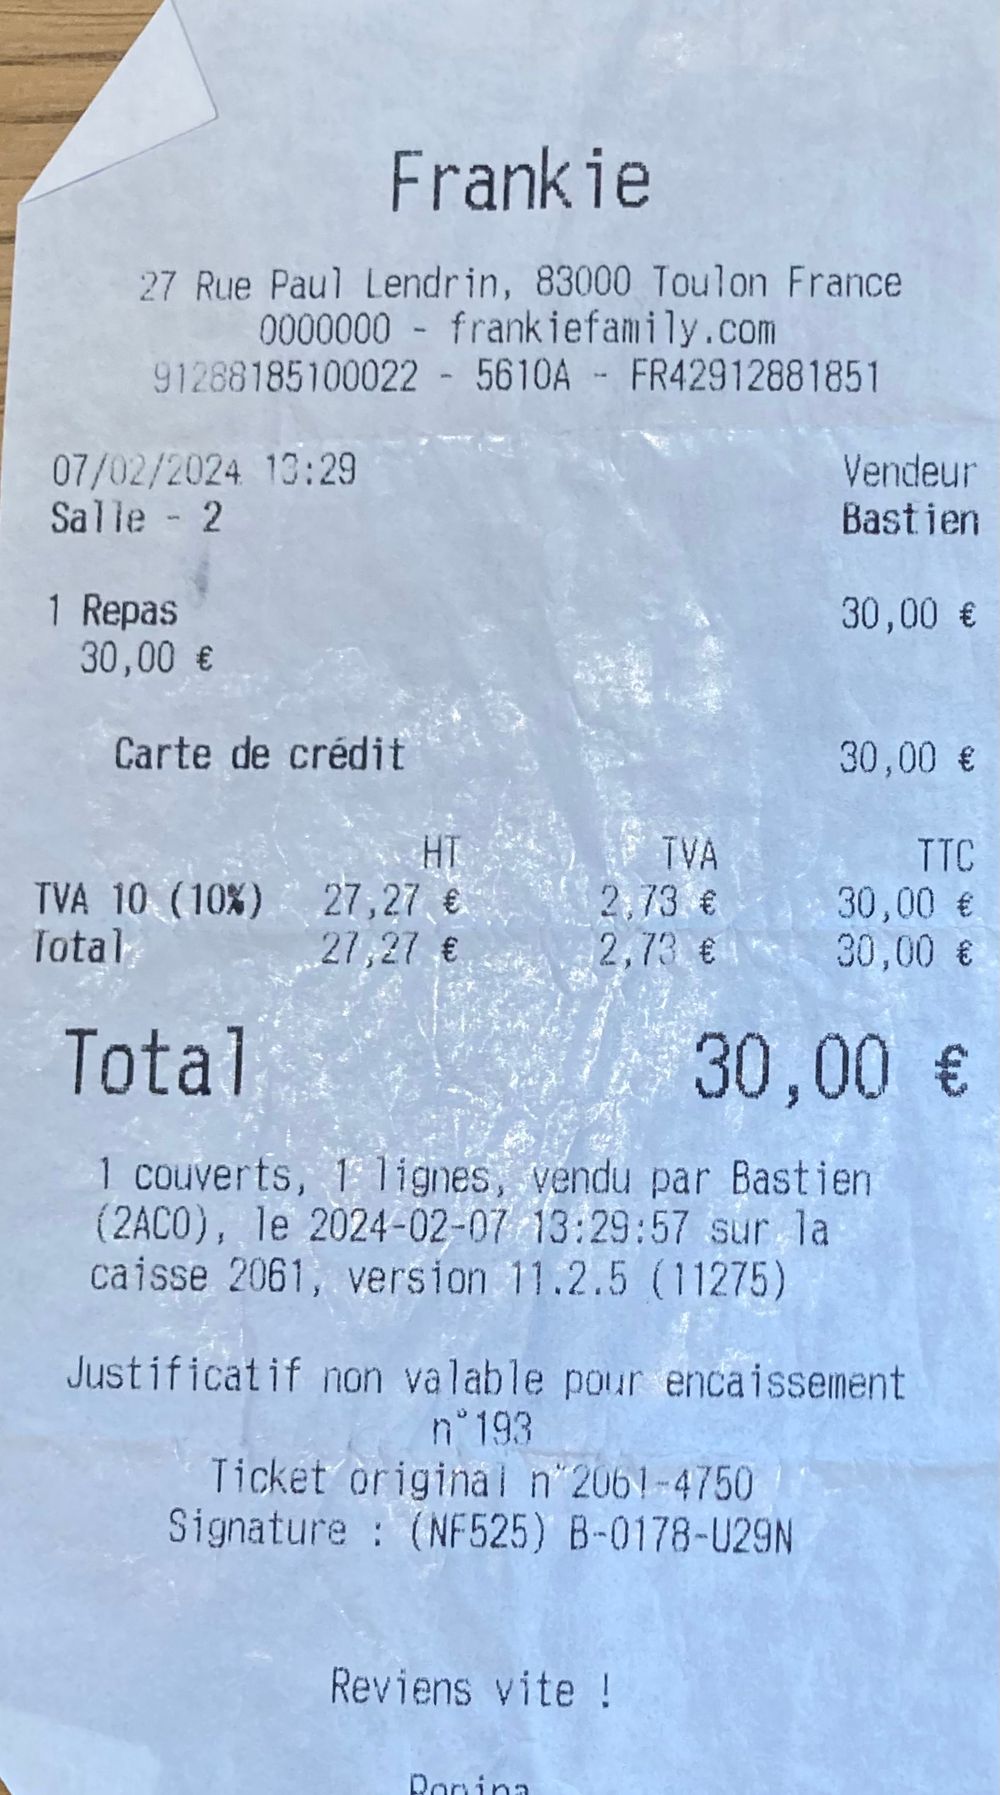 Frankie
27 Rue Paul Lendrin, 83000 Toulon France
0000000 - frankiefamily.com
91288185100022 - 5610A - FR42912881851
07/02/2024 13:29 Vendeur
Salle - 2 Bastien
1 Repas 30,00 €
30,00 €
Carte de crédit 30,00 €
HT TVA TTC
TVA 10 (10%) 27,27 € 2,73 € 30,00 €
Total 27,27 € 2,73 € 30,00 €
Total 30,00 €
1 couverts, 1 lignes, vendu par Bastien
(2ACO), le 2024-02-07 13:29:57 sur la
caisse 2061, version 11.2.5 (11275)
Justificatif non valable pour encaissement
n°193
Ticket original n°2061-4750
Signature : (NF525) B-0178-U29N
Reviens vite !